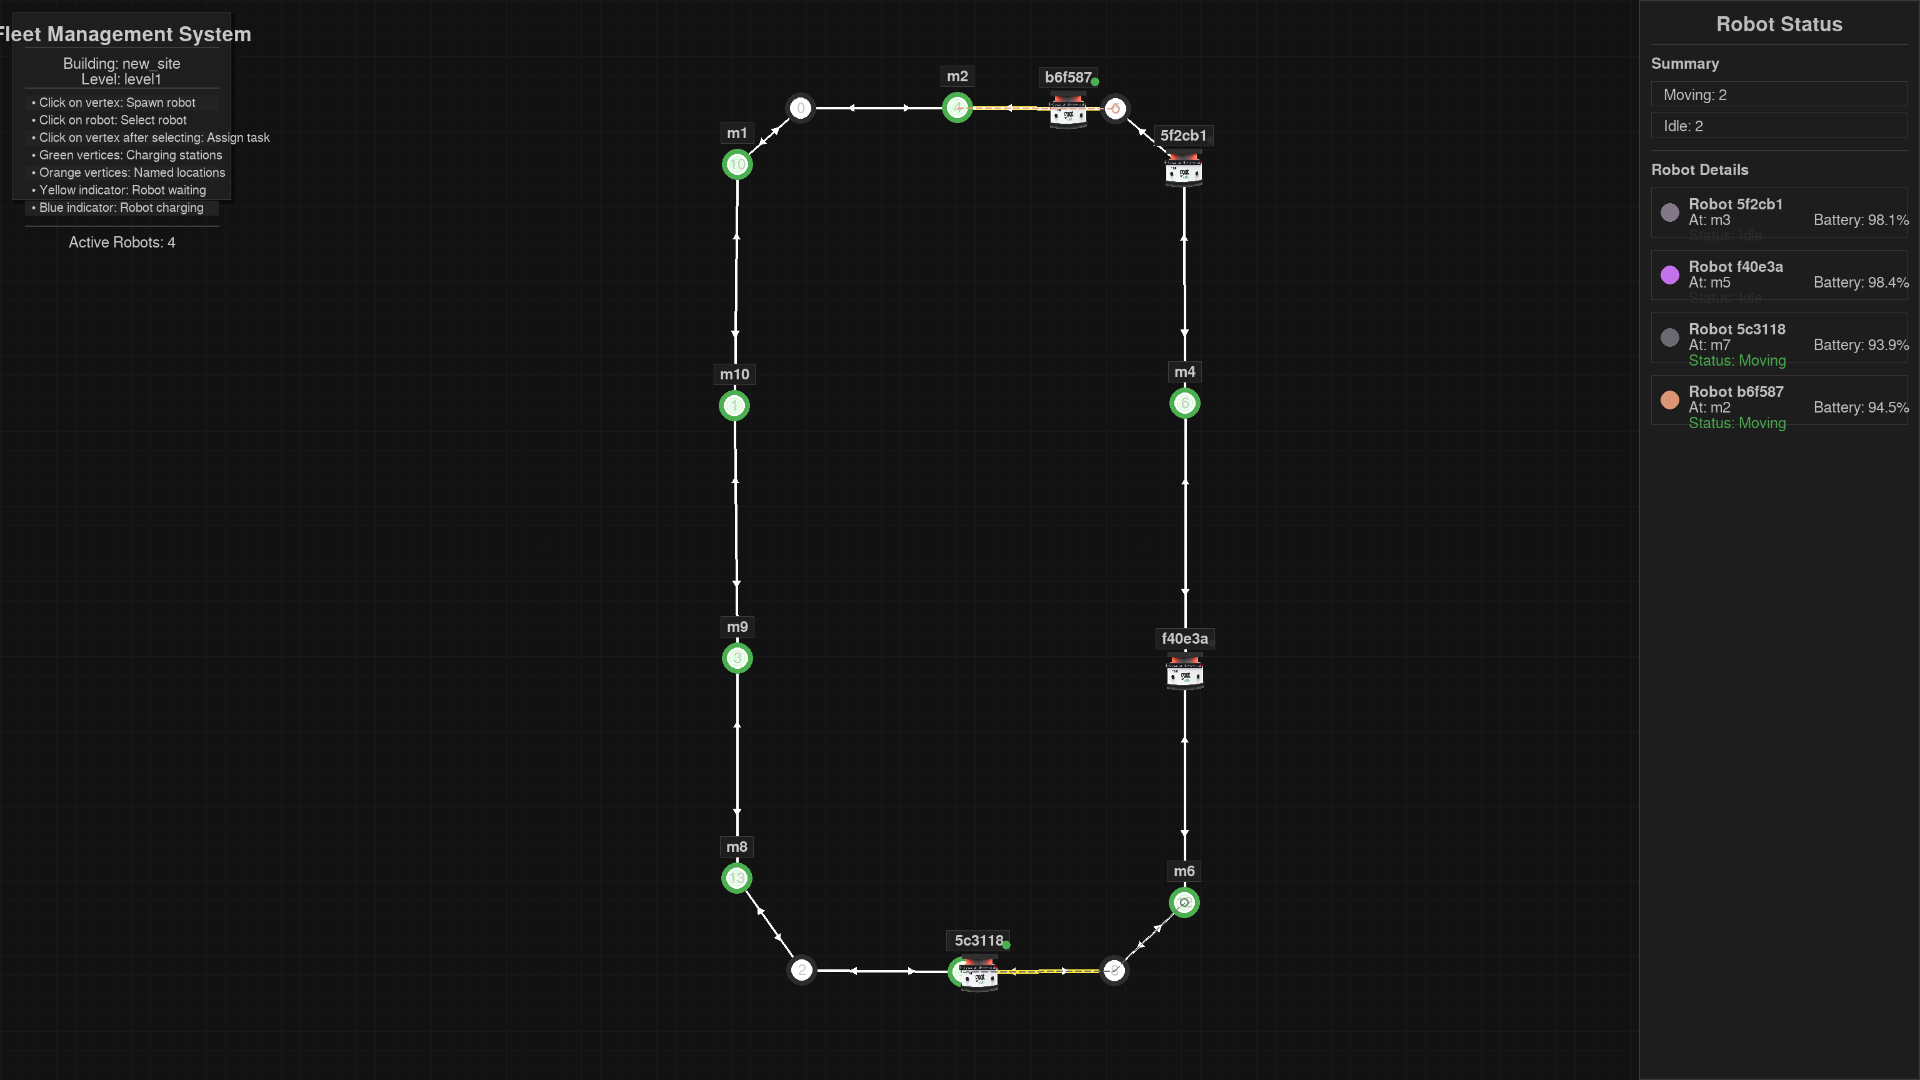 Fleet Management System
Building: new_site
Level: level1
• Click on vertex: Spawn robot
• Click on robot: Select robot
• Click on vertex after selecting: Assign task
• Green vertices: Charging stations
• Orange vertices: Named locations
• Yellow indicator: Robot waiting
• Blue indicator: Robot charging
Active Robots: 4
m2
b6f587
0
4
5
m1
5f2cb1
10
m10
m4
1
6
m9
f40e3a
3
m8
m6
13
5c3118
2
Robot Status
Summary
Moving: 2
Idle: 2
Robot Details
Robot 5f2cb1
At: m3
Battery: 98.1%
Status: Idle
Robot f40e3a
At: m5
Battery: 98.4%
Status: Idle
Robot 5c3118
At: m7
Battery: 93.9%
Status: Moving
Robot b6f587
At: m2
Battery: 94.5%
Status: Moving